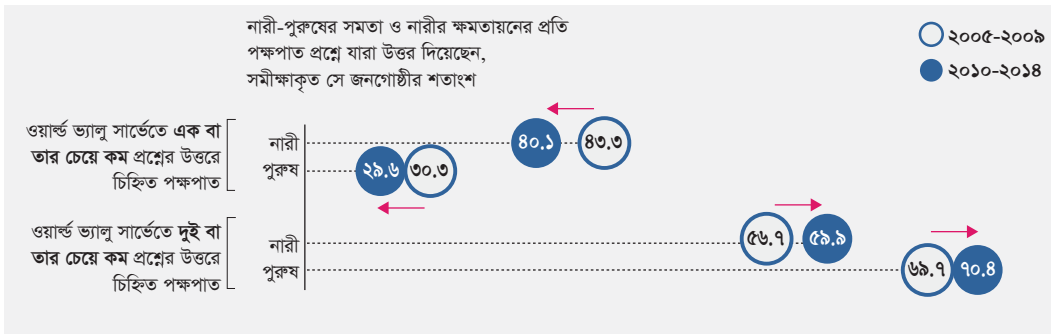 নারী-পুরুষের সমতা ও নারীর ক্ষমতায়নের প্রতি
পক্ষপাত প্রশ্নে যারা উত্তর দিয়েছেন,
সমীক্ষাকৃত সে জনগোষ্ঠীর শতাংশ
২০০৫-২০০৯
২০১০-২০১৪
ওয়ার্ল্ড ভ্যালু সার্ভেতে এক বা
তার চেয়ে কম প্রশ্নের উত্তরে
চিহ্নিত পক্ষপাত
নারী
৪০.১
৪৩.৩
পুরুষ
২৯.৬
৩০.৩
ওয়ার্ল্ড ভ্যালু সার্ভেতে দুই বা
তার চেয়ে কম প্রশ্নের উত্তরে
চিহ্নিত পক্ষপাত
নারী
৫৬.৭
৫৯.৯
পুরুষ
৬৯.৭
৭০.৪